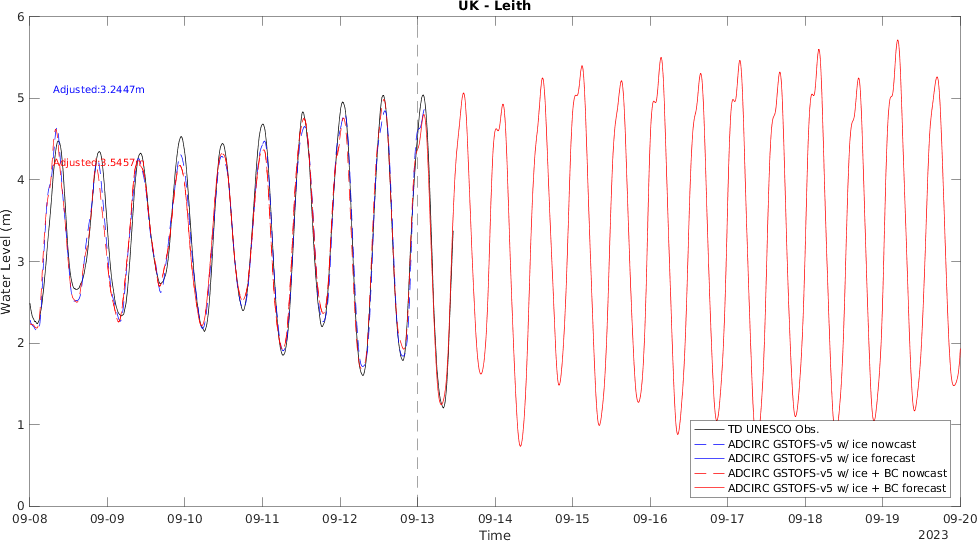 UK - Leith
6
5
4
3
2
1
0
Water Level (m)
Adjusted:3.2447m
Adjusted:3.5457m
TD UNESCO Obs.
ADCIRC GSTOFS-v5 w/ ice nowcast
ADCIRC GSTOFS-v5 w/ ice forecast
ADCIRC GSTOFS-v5 w/ ice + BC nowcast
ADCIRC GSTOFS-v5 w/ ice + BC forecast
09-08 09-09 09-10 09-11 09-12 09-13 09-14 09-15 09-16 09-17 09-18 09-19 09-20
Time
2023